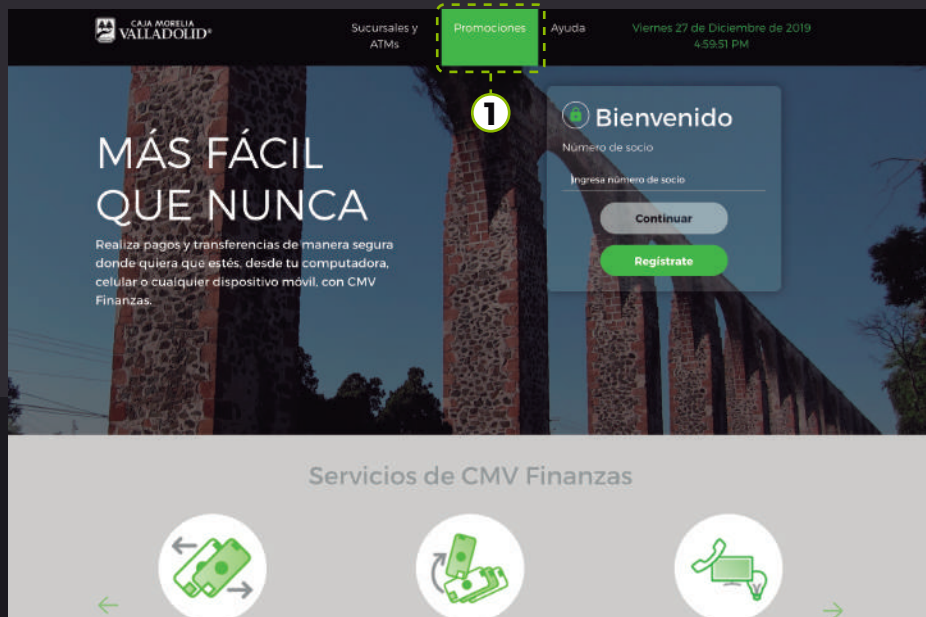 CAJA MORELIA
VALLADOLID®
Sucursales y
ATMs
Promociones
Ayuda
Viernes 27 de Diciembre de 2019
4:59:51 PM
1
MÁS FÁCIL
QUE NUNCA
Realiza pagos y transferencias de manera segura
donde quiera que estés, desde tu computadora,
celular o cualquier dispositivo móvil, con CMV
Finanzas.
Bienvenido
Número de socio
Ingresa número de socio
Continuar
Regístrate
Servicios de CMV Finanzas